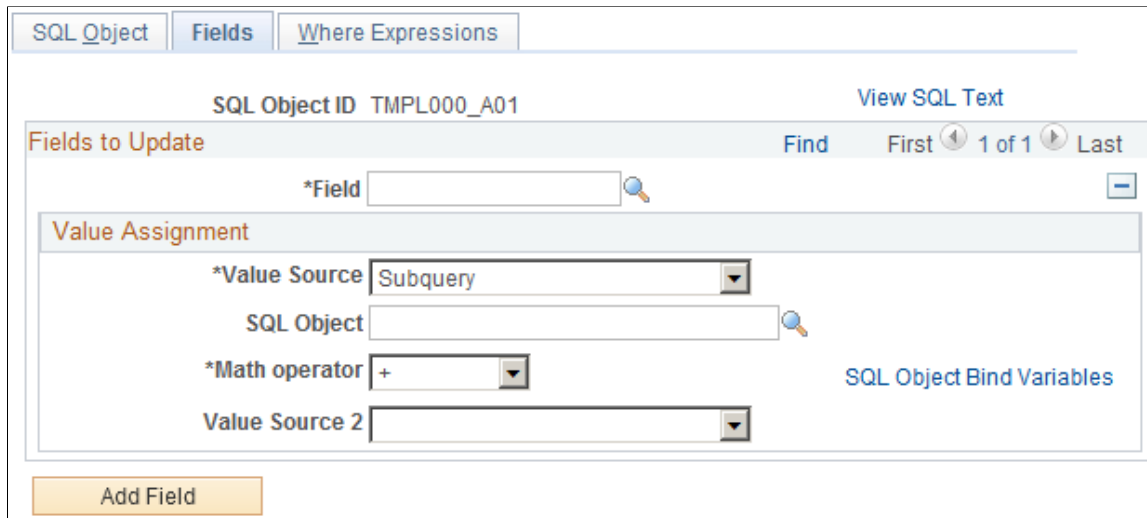 SQL Object Fields Where Expressions
SQL Object ID TMPL000_A01 View SQL Text
Fields to Update Find First 1 of 1 Last
*Field
Value Assignment
*Value Source Subquery
SQL Object
*Math operator + SQL Object Bind Variables
Value Source 2
Add Field